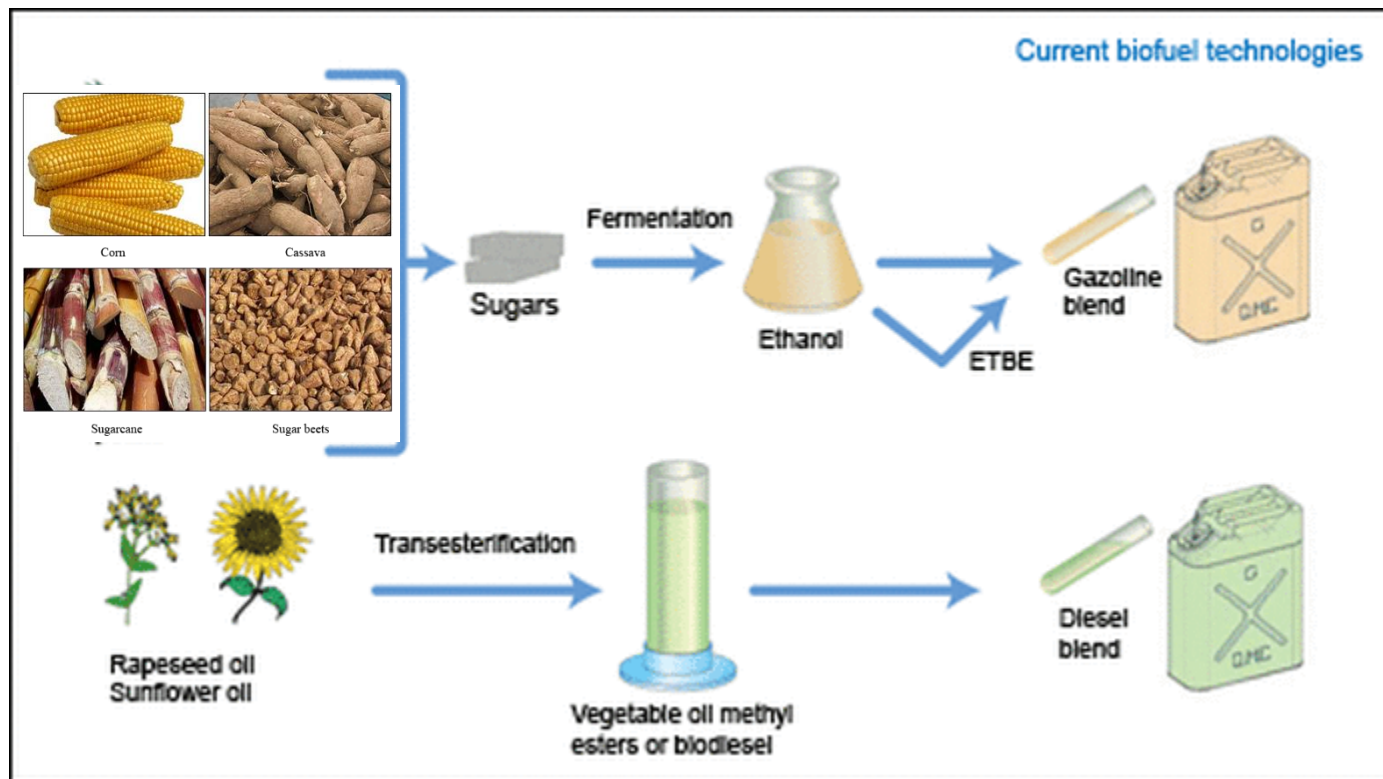 Current biofuel technologies
Corn
Cassava
Sugarcane
Sugar beets
Sugars
Fermentation
Ethanol
ETBE
Gazoline
blend
G
Rapeseed oil
Sunflower oil
Transesterification
Vegetable oil methyl
esters or biodiesel
Diesel
blend
G